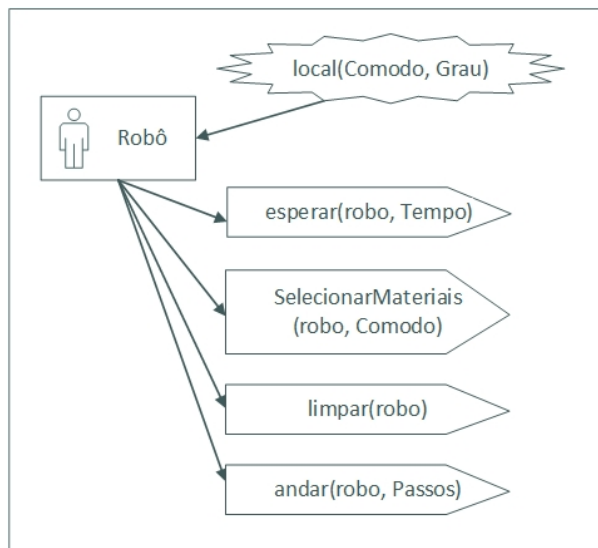 local(Comodo, Grau)
Robô
esperar(robo, Tempo)
SelecionarMateriais
(robo, Comodo)
limpar(robo)
andar(robo, Passos)